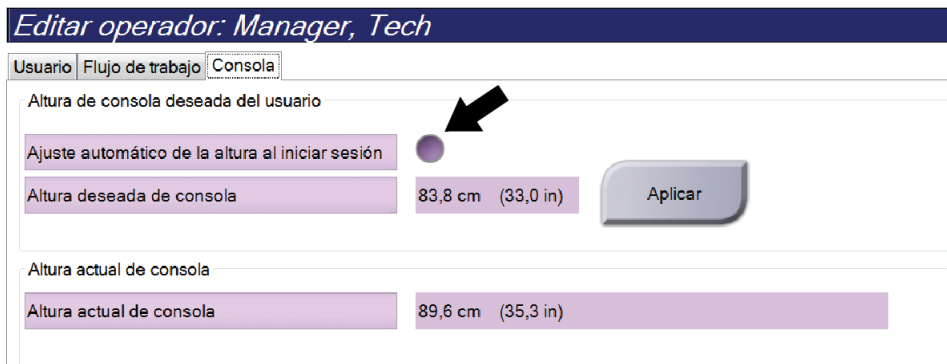 Editar operador: Manager, Tech
Usuario Flujo de trabajo Consola
Altura de consola deseada del usuario
Ajuste automático de la altura al iniciar sesión
Altura deseada de consola 83,8 cm (33,0 in) Aplicar
Altura actual de consola
Altura actual de consola 89,6 cm (35,3 in)